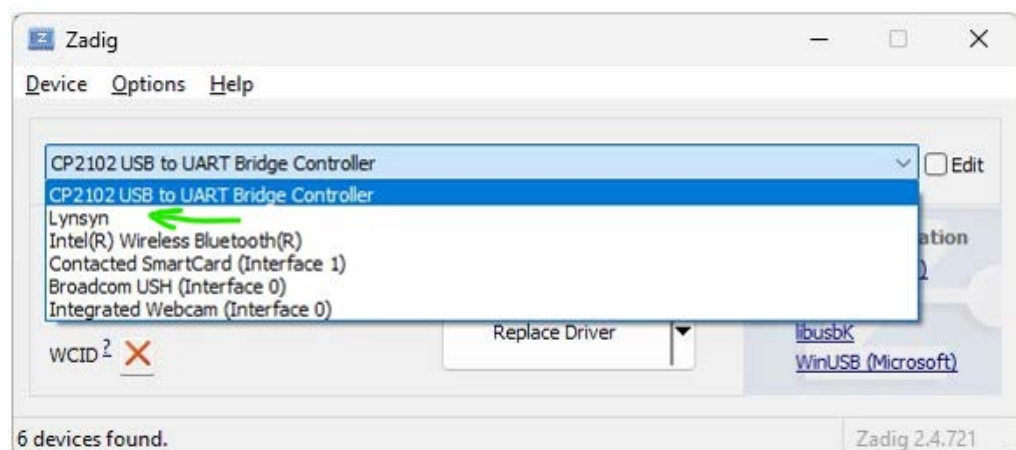 Zadig
Device Options Help
CP2102 USB to UART Bridge Controller
Edit
CP2102 USB to UART Bridge Controller
Lynsyn
Intel(R) Wireless Bluetooth(R)
Contacted SmartCard (Interface 1)
Broadcom USH (Interface 0)
Integrated Webcam (Interface 0)
ation
)
Replace Driver
libusbK
WCID ?
WinUSB (Microsoft)
6 devices found.
Zadig 2.4.721